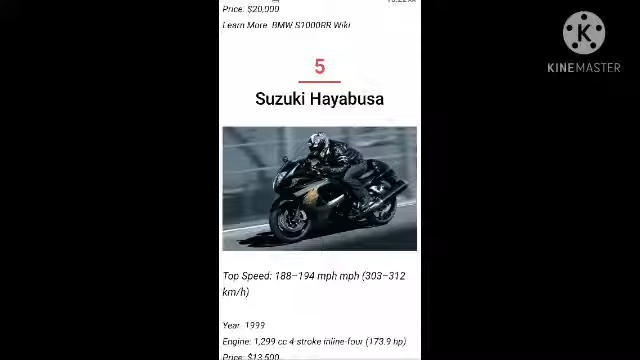 Price: $20,000
Learn More  BMW S1000RR Wiki
5
Suzuki Hayabusa
Top Speed: 188–194 mph mph (303–312
km/h)
Year  1999
Engine: 1,299 cc 4-stroke inline-four (173.9 hp)
Price: $13,500
K
KINEMASTER